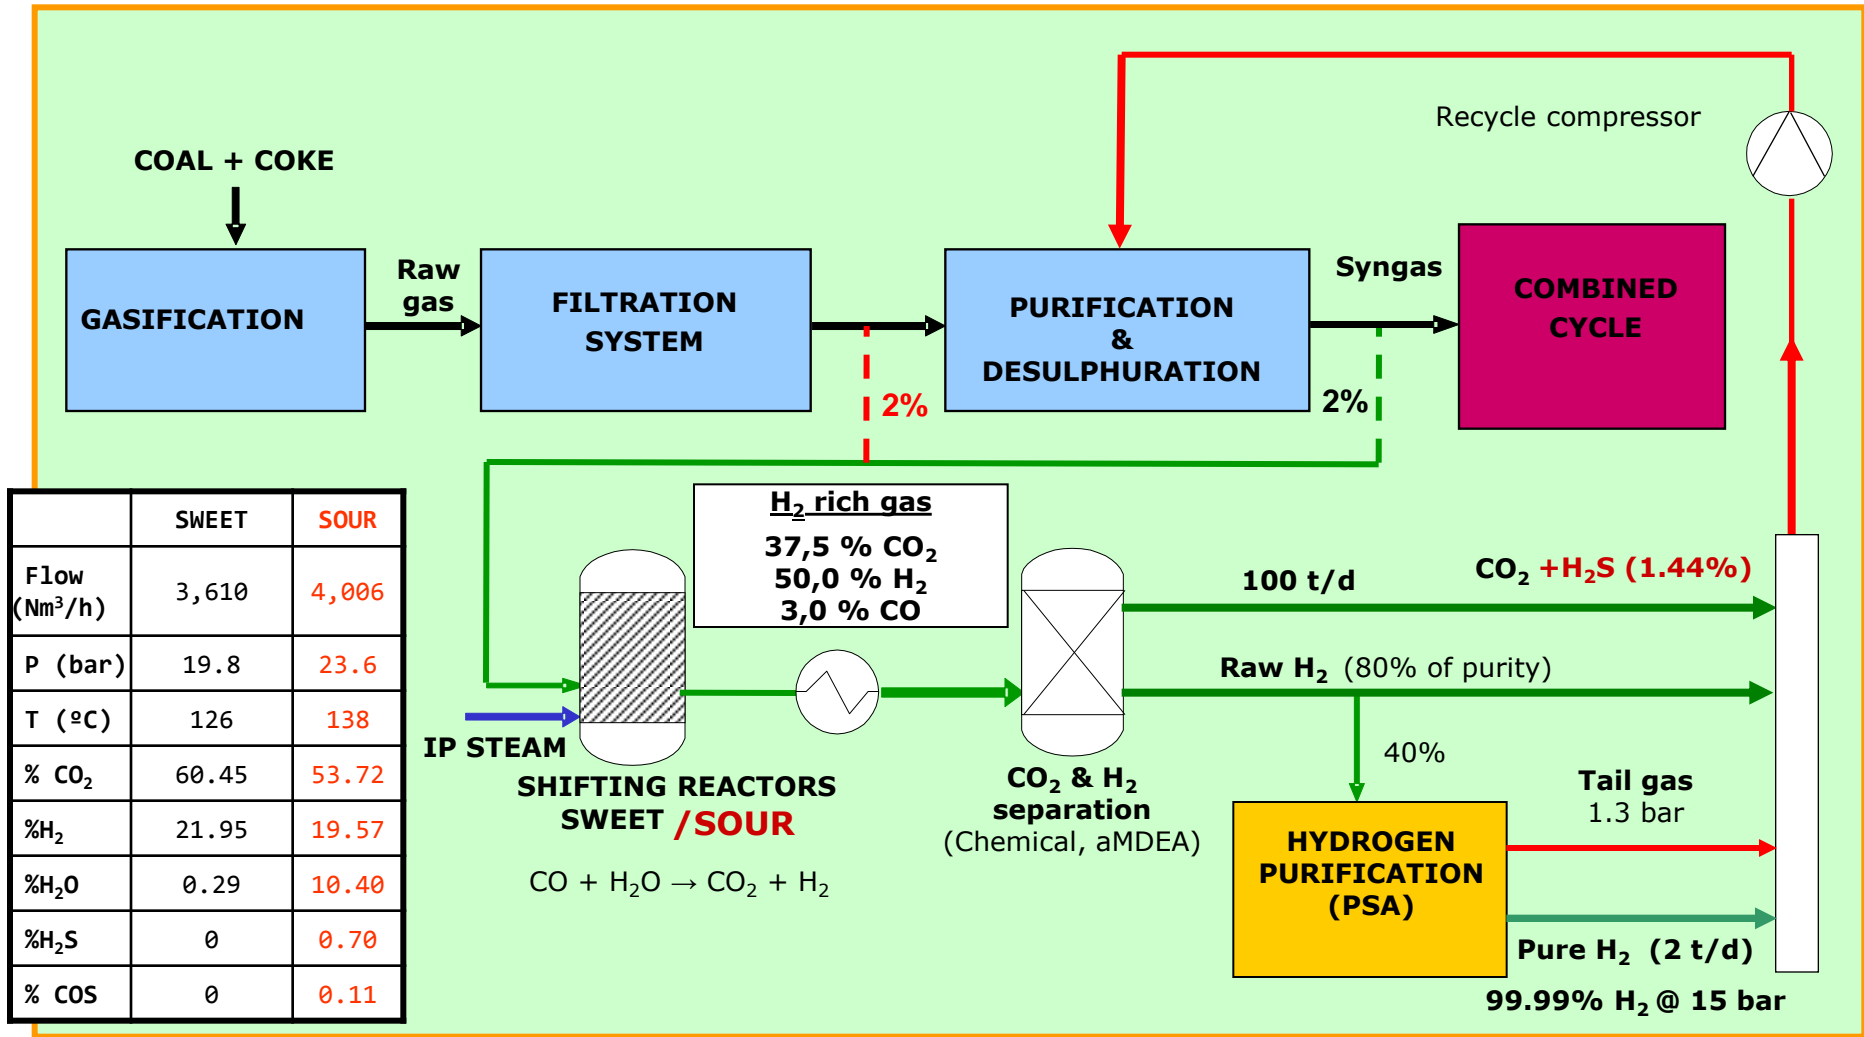 Recycle compressor
COAL + COKE
GASIFICATION
Raw
gas
FILTRATION
SYSTEM
PURIFICATION
&
DESULPHURATION
Syngas
COMBINED
CYCLE
2%
2%
SWEET SOUR
Flow
(Nm³/h) 3,610 4,006
P (bar) 19.8 23.6
T (ºC) 126 138
% CO₂ 60.45 53.72
%H₂ 21.95 19.57
%H₂O 0.29 10.40
%H₂S 0 0.70
% COS 0 0.11
H₂ rich gas
37,5 % CO₂
50,0 % H₂
3,0 % CO
IP STEAM
SHIFTING REACTORS
SWEET /SOUR
CO + H₂O → CO₂ + H₂
CO₂ & H₂
separation
(Chemical, aMDEA)
100 t/d
CO₂ +H₂S (1.44%)
Raw H₂ (80% of purity)
40%
HYDROGEN
PURIFICATION
(PSA)
Tail gas
1.3 bar
Pure H₂ (2 t/d)
99.99% H₂ @ 15 bar